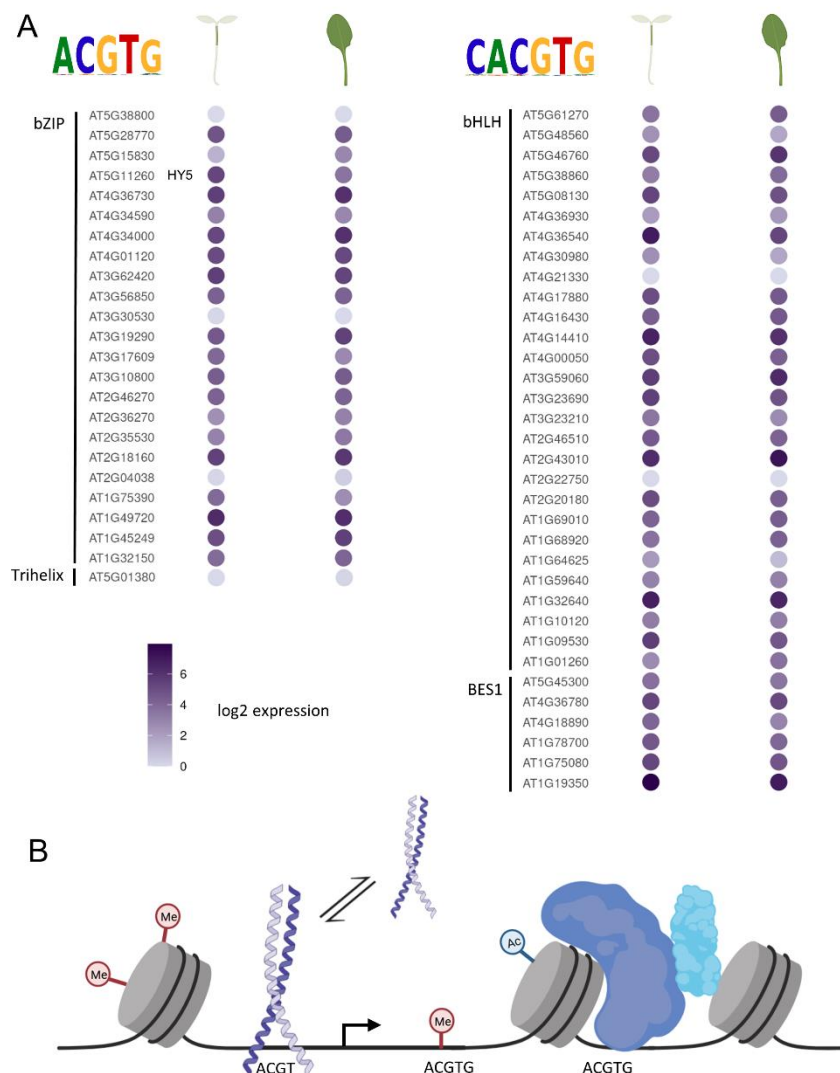 A
ACGTG
CACGTG
bZIP
AT5G38800
AT5G28770
AT5G15830
AT5G11260 HY5
AT4G36730
AT4G34590
AT4G34000
AT4G01120
AT3G62420
AT3G56850
AT3G30530
AT3G19290
AT3G17609
AT3G10800
AT2G46270
AT2G36270
AT2G35530
AT2G18160
AT2G04038
AT1G75390
AT1G49720
AT1G45249
AT1G32150
Trihelix AT5G01380
6
4
2
0
log2 expression
bHLH
AT5G61270
AT5G48560
AT5G46760
AT5G38860
AT5G08130
AT4G36930
AT4G36540
AT4G30980
AT4G21330
AT4G17880
AT4G16430
AT4G14410
AT4G00050
AT3G59060
AT3G23690
AT3G23210
AT2G46510
AT2G43010
AT2G22750
AT2G20180
AT1G69010
AT1G68920
AT1G64625
AT1G59640
AT1G32640
AT1G10120
AT1G09530
AT1G01260
BES1
AT5G45300
AT4G36780
AT4G18890
AT1G78700
AT1G75080
AT1G19350
B
Me
Me
Me
Ac
ACGT
ACGTG
ACGTG